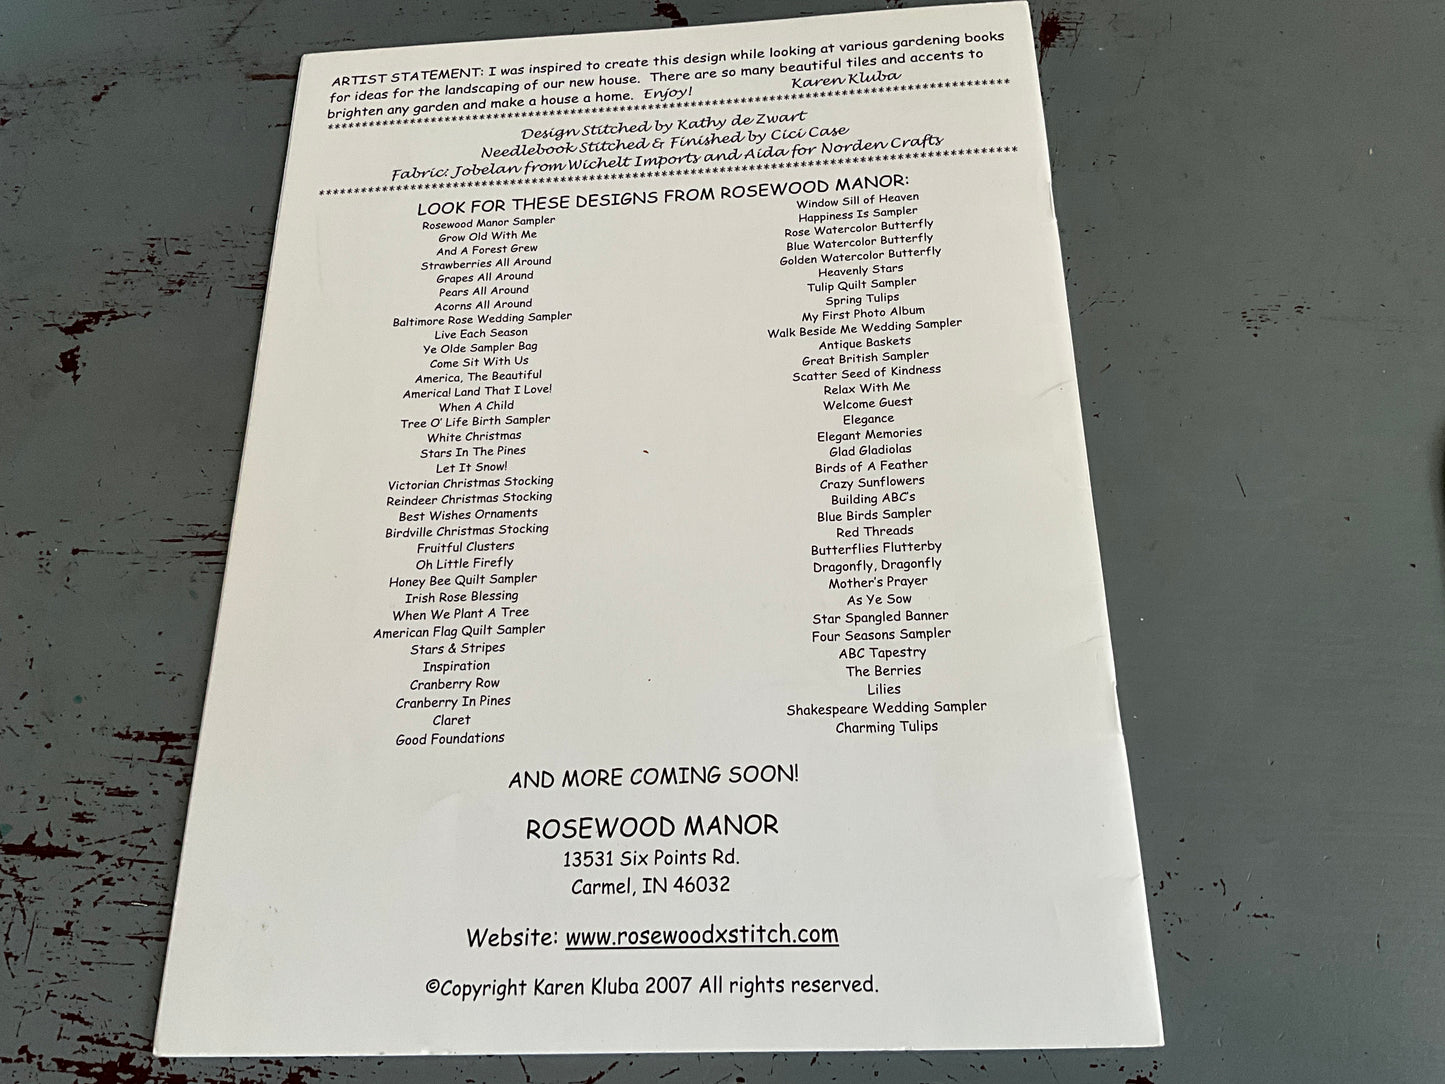 ARTIST STATEMENT: I was inspired to create this design while looking at various gardening books
for ideas for the landscaping of our new house. There are so many beautiful tiles and accents to
brighten any garden and make a house a home. Enjoy! Karen Kluba
Design Stitched by Kathy de Zwart
Needlebook Stitched & Finished by Cici Case
Fabric: Jobelan from Wichelt Imports and Aida for Norden Crafts
LOOK FOR THESE DESIGNS FROM ROSEWOOD MANOR:
Rosewood Manor Sampler
Grow Old With Me
And A Forest Grew
Strawberries All Around
Grapes All Around
Pears All Around
Acorns All Around
Baltimore Rose Wedding Sampler
Live Each Season
Ye Olde Sampler Bag
Come Sit With Us
America, The Beautiful
America! Land That I Love!
When A Child
Tree O' Life Birth Sampler
White Christmas
Stars In The Pines
Let It Snow!
Victorian Christmas Stocking
Reindeer Christmas Stocking
Best Wishes Ornaments
Birdville Christmas Stocking
Fruitful Clusters
Oh Little Firefly
Honey Bee Quilt Sampler
Irish Rose Blessing
When We Plant A Tree
American Flag Quilt Sampler
Stars & Stripes
Inspiration
Cranberry Row
Cranberry In Pines
Claret
Good Foundations
Window Sill of Heaven
Happiness Is Sampler
Rose Watercolor Butterfly
Blue Watercolor Butterfly
Golden Watercolor Butterfly
Heavenly Stars
Tulip Quilt Sampler
Spring Tulips
My First Photo Album
Walk Beside Me Wedding Sampler
Antique Baskets
Great British Sampler
Scatter Seed of Kindness
Relax With Me
Welcome Guest
Elegance
Elegant Memories
Glad Gladiolas
Birds of A Feather
Crazy Sunflowers
Building ABC's
Blue Birds Sampler
Red Threads
Butterflies Flutterby
Dragonfly, Dragonfly
Mother's Prayer
As Ye Sow
Star Spangled Banner
Four Seasons Sampler
ABC Tapestry
The Berries
Lilies
Shakespeare Wedding Sampler
Charming Tulips
AND MORE COMING SOON!
ROSEWOOD MANOR
13531 Six Points Rd.
Carmel, IN 46032
Website: www.rosewoodxstitch.com
©Copyright Karen Kluba 2007 All rights reserved.